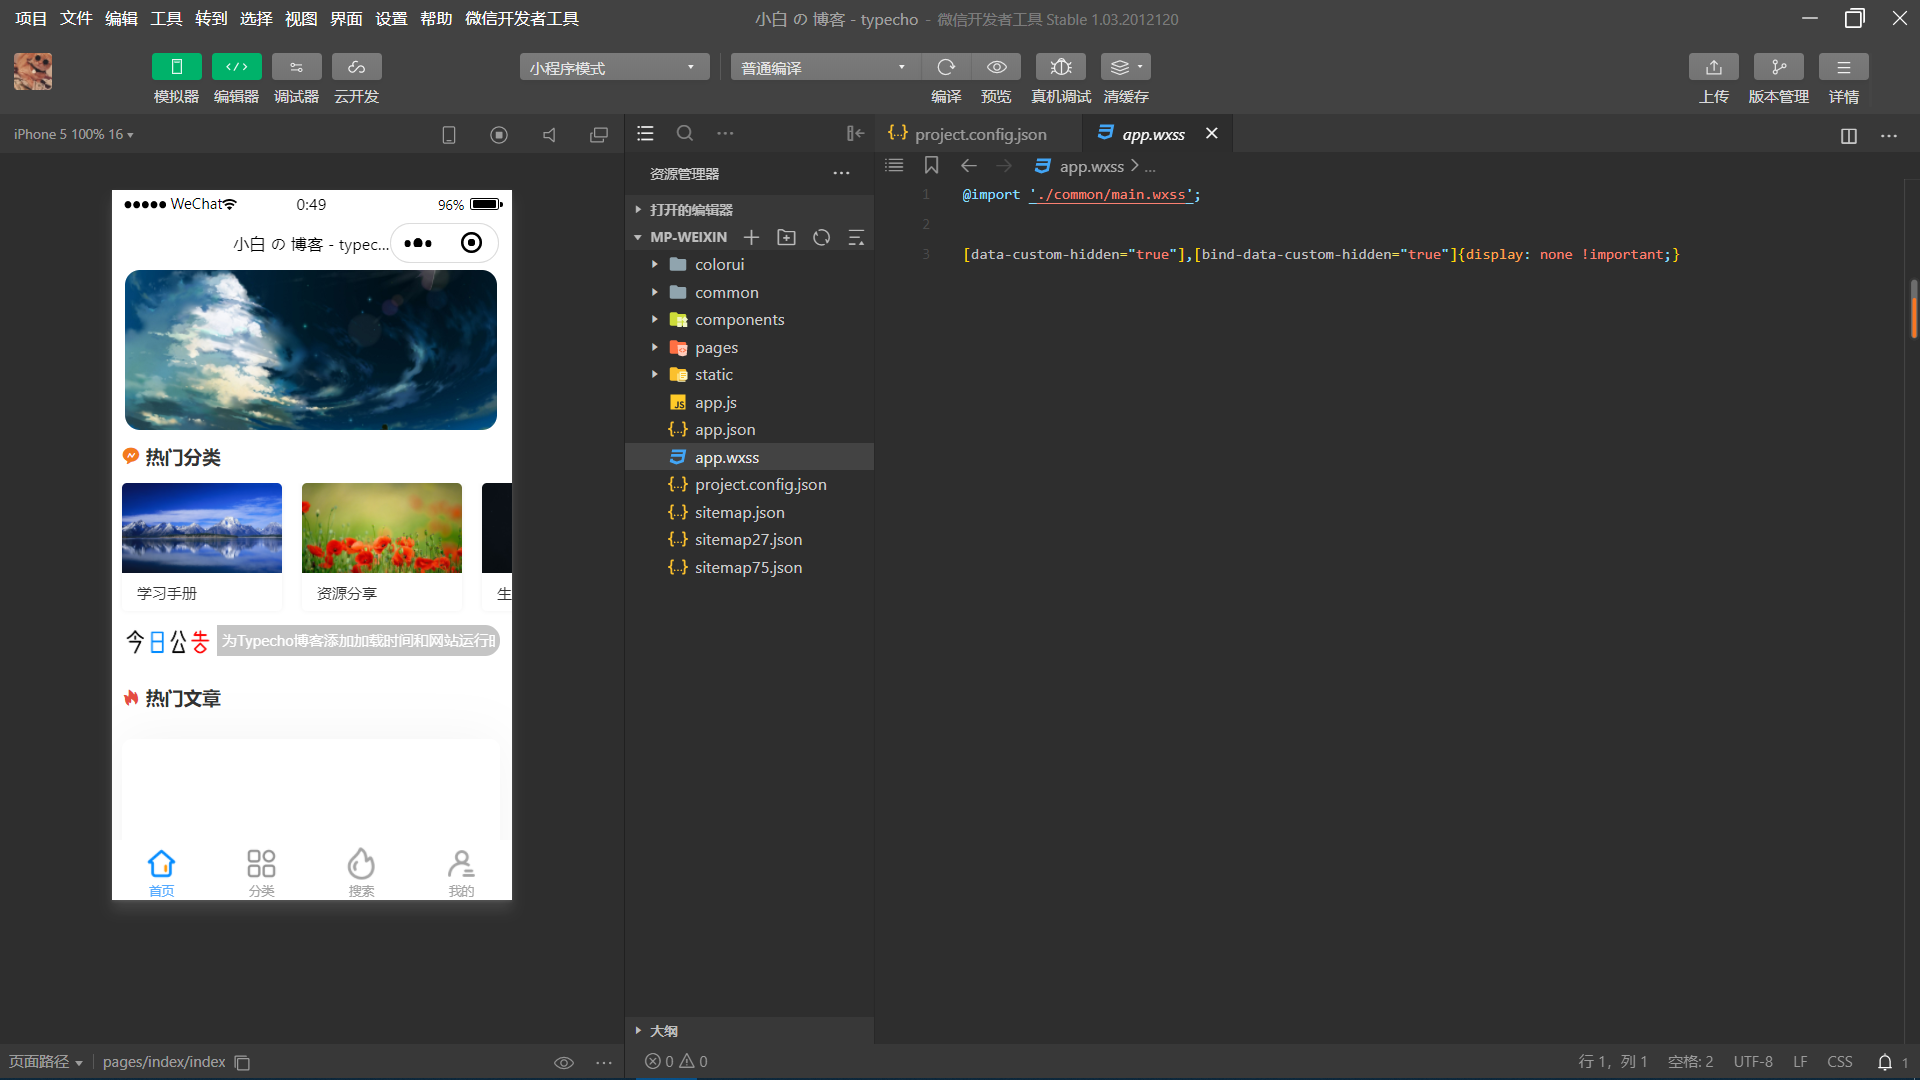 项目 文件 编辑 工具 转到 选择 视图 界面 设置 帮助 微信开发者工具
小白 の 博客 - typecho - 微信开发者工具 Stable 1.03.2012120
小程序模式
普通编译
模拟器 编辑器 调试器 云开发
编译 预览 真机调试 清缓存
上传 版本管理 详情
iPhone 5 100% 16
WeChat 0:49 96%
小白 の 博客 - typec...
热门分类
学习手册
资源分享
生
今日公告
为Typecho博客添加加载时间和网站运行时
热门文章
首页
分类
搜索
我的
页面路径
pages/index/index
资源管理器
打开的编辑器
MP-WEIXIN
colorui
common
components
pages
static
JS app.js
{..} app.json
app.wxss
{..} project.config.json
{..} sitemap.json
{..} sitemap27.json
{..} sitemap75.json
大纲
0 0
{..} project.config.json
app.wxss
app.wxss > ...
1 @import './common/main.wxss';
2
3 [data-custom-hidden="true"],[bind-data-custom-hidden="true"]{display: none !important;}
行 1，列 1 空格: 2 UTF-8 LF CSS 1